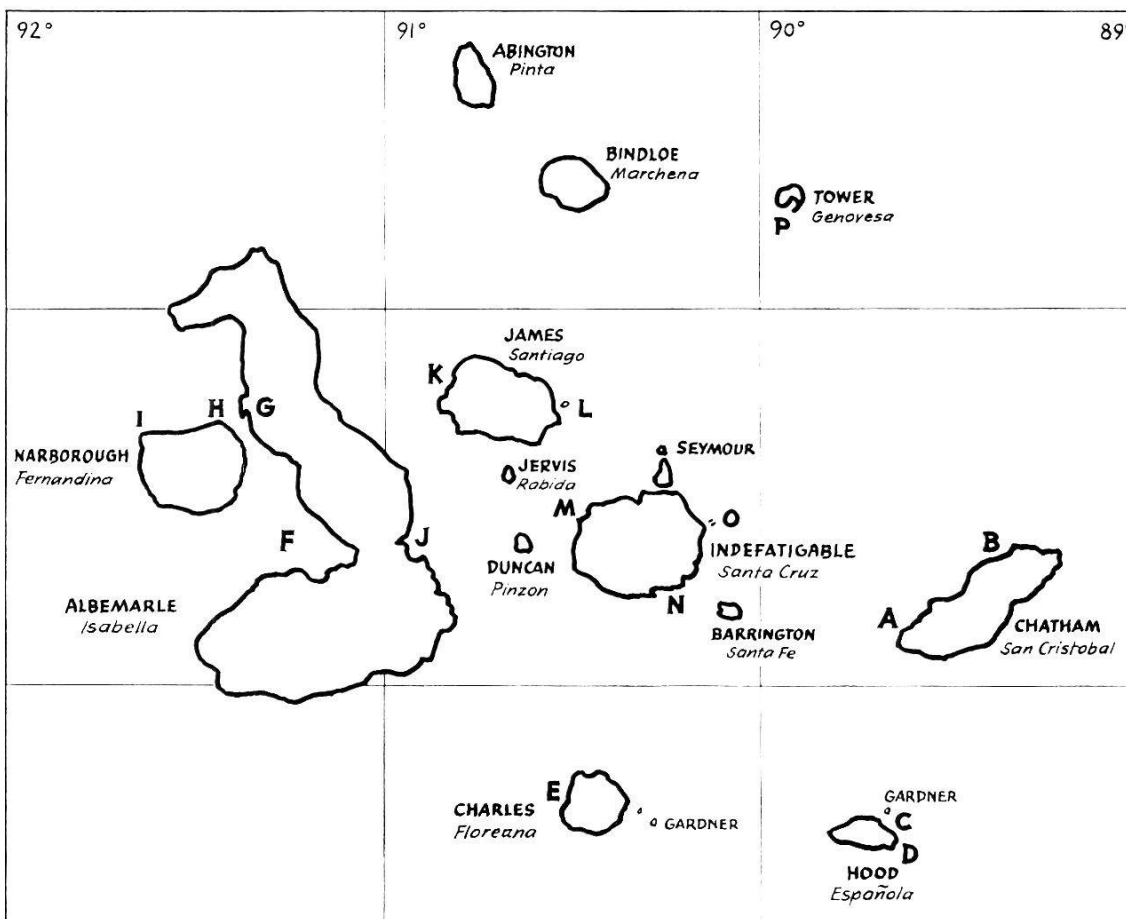 92°
91°
90°
89°
ABINGTON
Pinta
BINDLOE
Marchena
TOWER
Genovesa
P
JAMES
Santiago
K
L
I
H
G
NARBOROUGH
Fernandina
JERVIS
Rabida
SEYMOUR
M
O
F
J
DUNCAN
Pinzon
INDEFATIGABLE
Santa Cruz
B
ALBEMARLE
Isabella
N
BARRINGTON
Santa Fe
A
CHATHAM
San Cristobal
E
CHARLES
Floreana
GARDNER
GARDNER
C
D
HOOD
Española